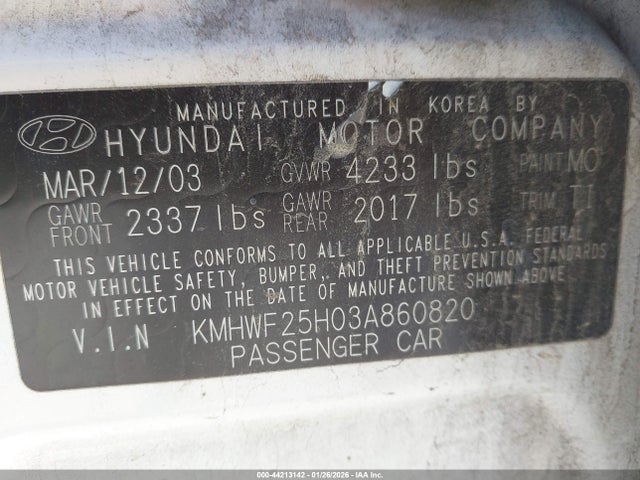 MANUFACTURED IN KOREA BY
HYUNDAI MOTOR COMPANY
MAR/12/03 GVWR 4233 lbs PAINT MO
GAWR FRONT 2337 lbs GAWR REAR 2017 lbs TRIM TI
THIS VEHICLE CONFORMS TO ALL APPLICABLE U.S.A. FEDERAL
MOTOR VEHICLE SAFETY, BUMPER, AND THEFT PREVENTION STANDARDS
IN EFFECT ON THE DATE OF MANUFACTURE SHOWN ABOVE.
V.I.N KMHWF25H03A860820
PASSENGER CAR
000-44213142 - 01/26/2026 - IAA Inc.